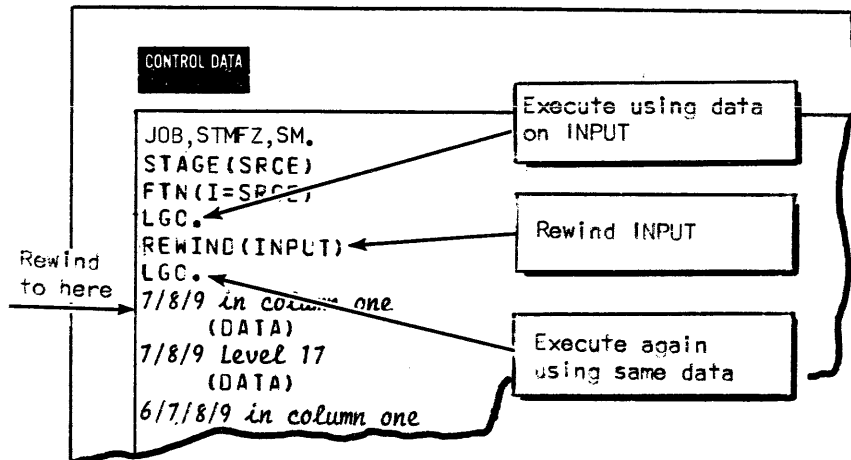 CONTROL DATA
JOB,STMFZ,SM.
STAGE(SRCE)
FTN(I=SRCE)
LGO.
REWIND(INPUT)
LGO.
7/8/9 in column one
(DATA)
7/8/9 Level 17
(DATA)
6/7/8/9 in column one
Rewind
to here
Execute using data
on INPUT
Rewind INPUT
Execute again
using same data